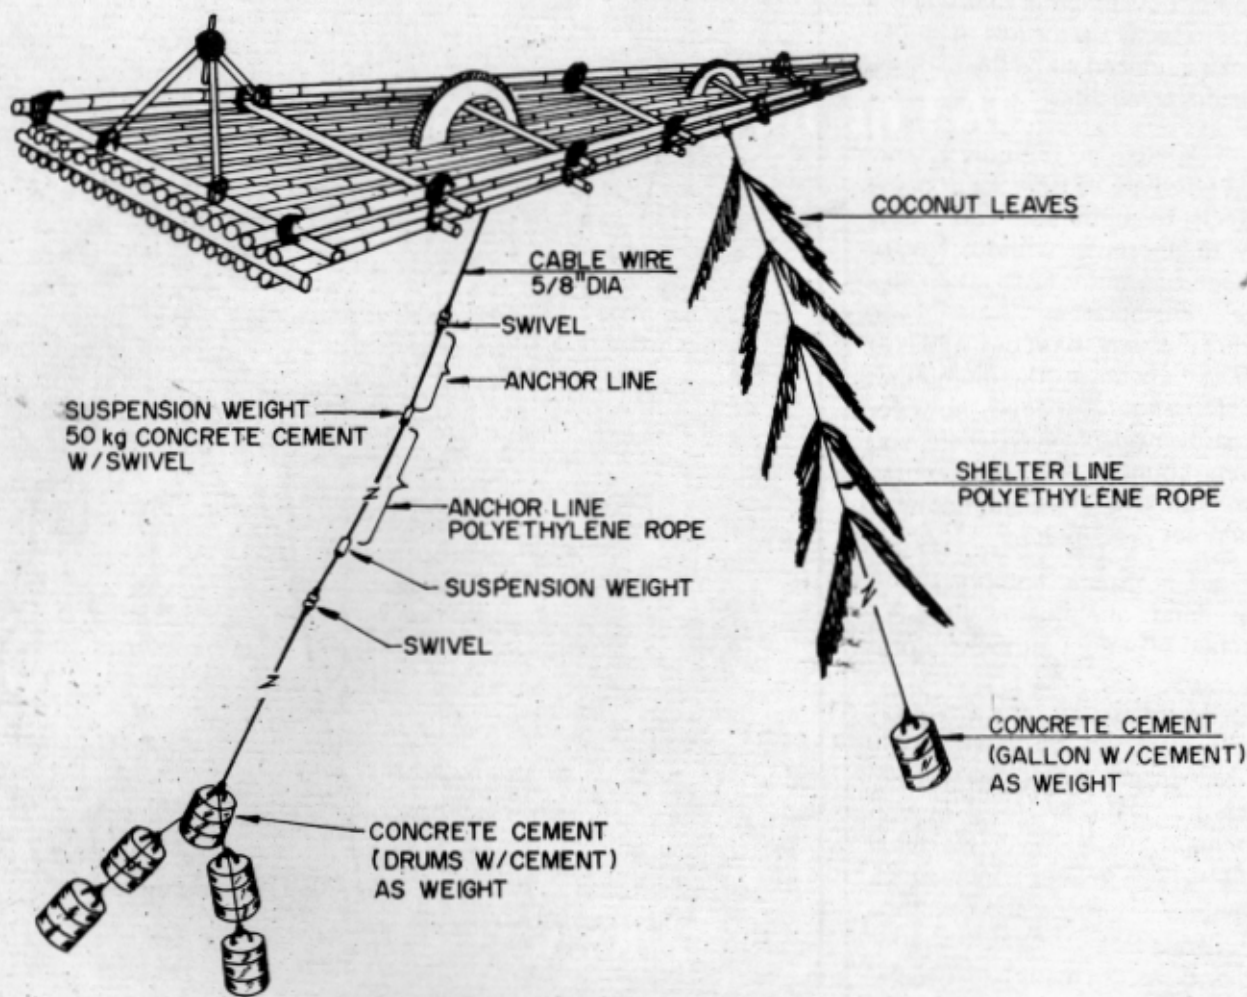 COCONUT LEAVES
CABLE WIRE
5/8" DIA
SWIVEL
ANCHOR LINE
SUSPENSION WEIGHT
50 kg CONCRETE CEMENT
W/SWIVEL
SHELTER LINE
POLYETHYLENE ROPE
ANCHOR LINE
POLYETHYLENE ROPE
SUSPENSION WEIGHT
SWIVEL
CONCRETE CEMENT
(GALLON W/CEMENT)
AS WEIGHT
CONCRETE CEMENT
(DRUMS W/CEMENT)
AS WEIGHT